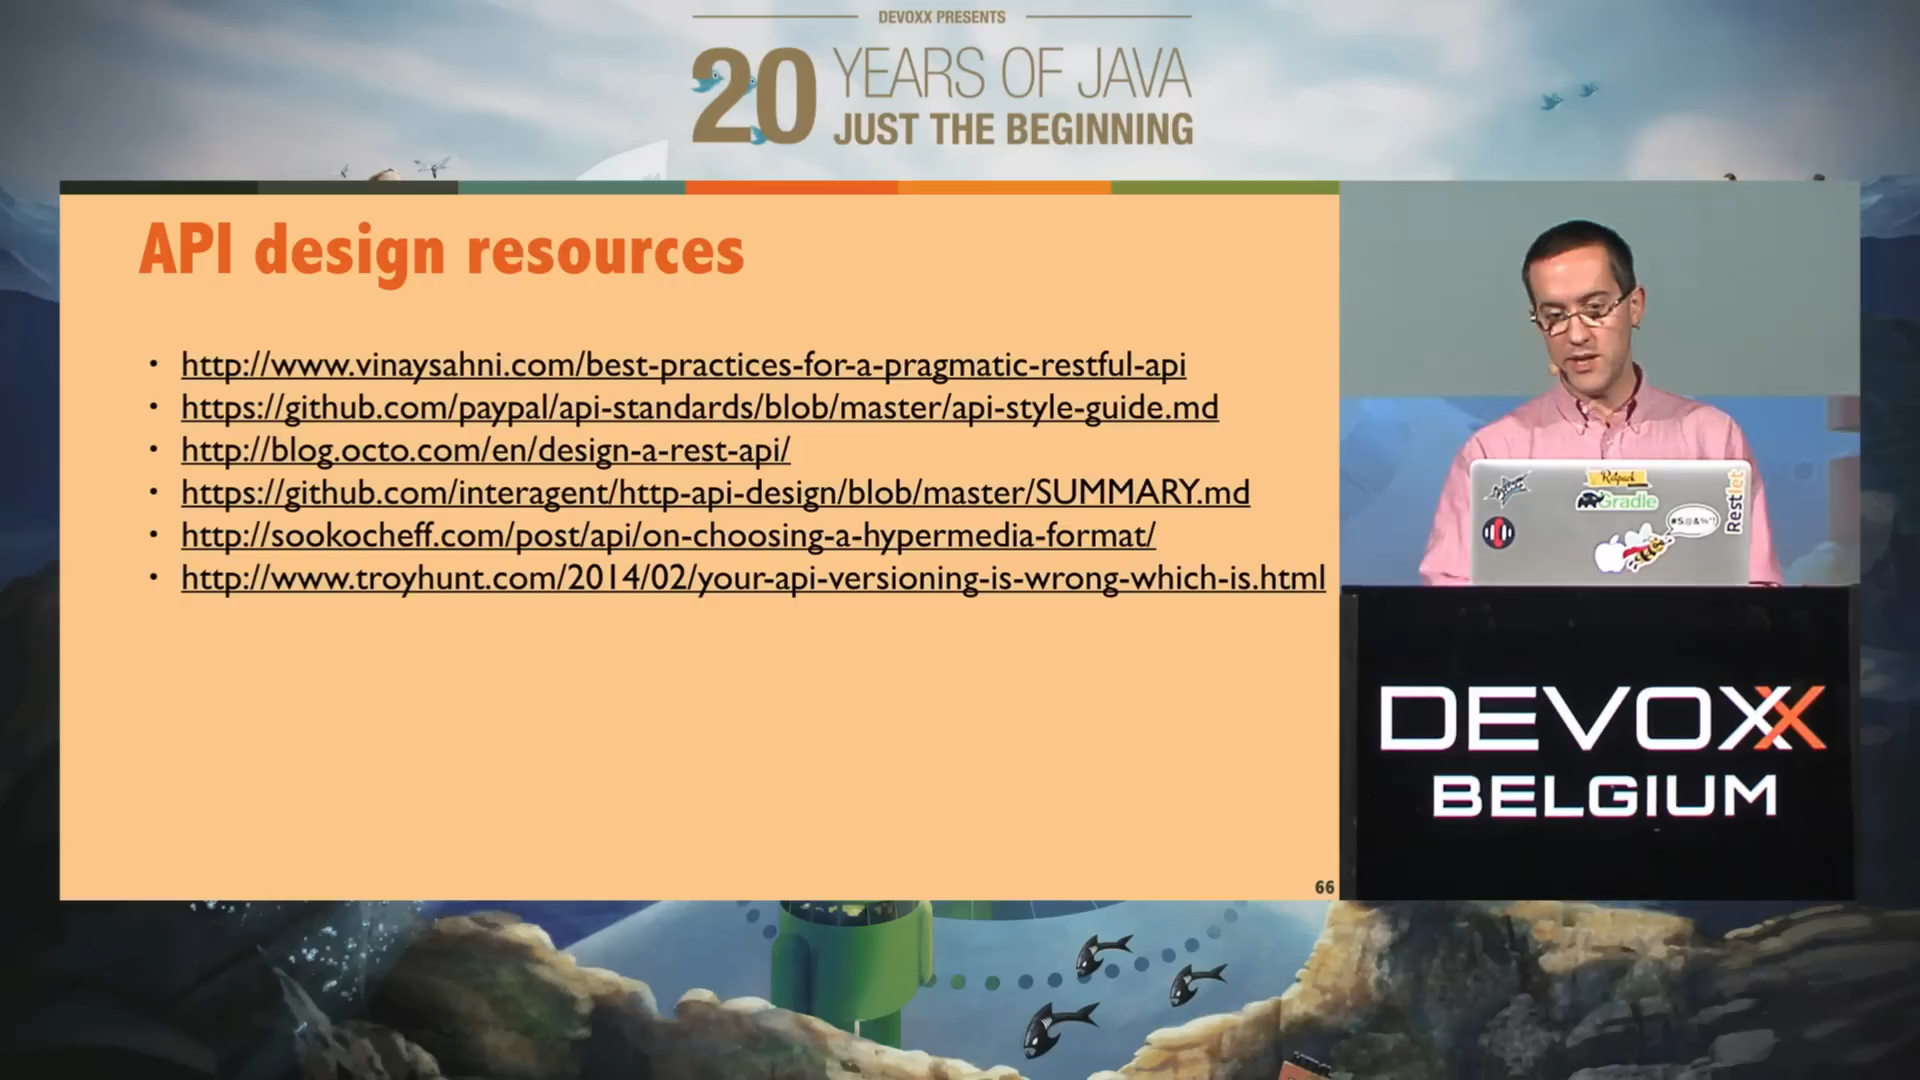 DEVOXX PRESENTS
20 YEARS OF JAVA
JUST THE BEGINNING
API design resources
• http://www.vinaysahni.com/best-practices-for-a-pragmatic-restful-api
• https://github.com/paypal/api-standards/blob/master/api-style-guide.md
• http://blog.octo.com/en/design-a-rest-api/
• https://github.com/interagent/http-api-design/blob/master/SUMMARY.md
• http://sookocheff.com/post/api/on-choosing-a-hypermedia-format/
• http://www.troyhunt.com/2014/02/your-api-versioning-is-wrong-which-is.html
66
Ratpack
Gradle
Restlet
#$@&%*!
DEVOXX
BELGIUM